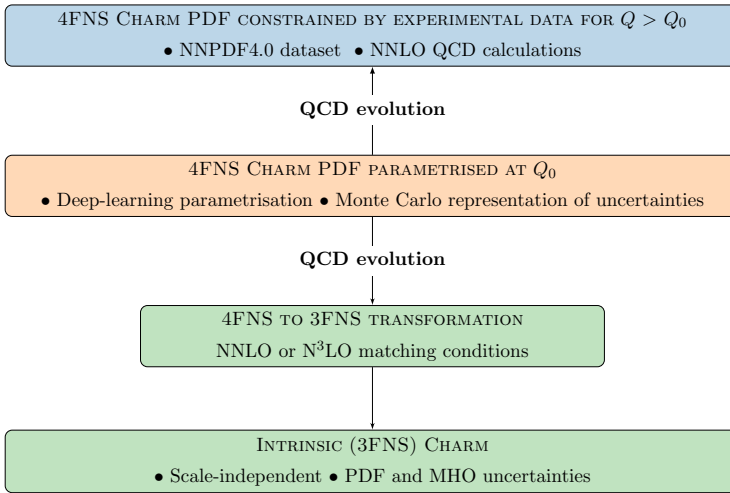 4FNS Charm PDF constrained by experimental data for Q > Q₀
• NNPDF4.0 dataset • NNLO QCD calculations
QCD evolution
4FNS Charm PDF parametrised at Q₀
• Deep-learning parametrisation • Monte Carlo representation of uncertainties
QCD evolution
4FNS to 3FNS transformation
NNLO or N³LO matching conditions
Intrinsic (3FNS) Charm
• Scale-independent • PDF and MHO uncertainties